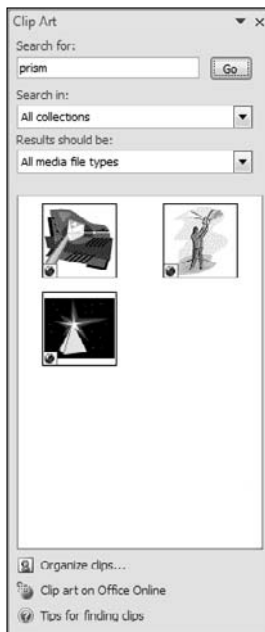 Clip Art
Search for:
prism
Go
Search in:
All collections
Results should be:
All media file types
Organize clips...
Clip art on Office Online
Tips for finding clips